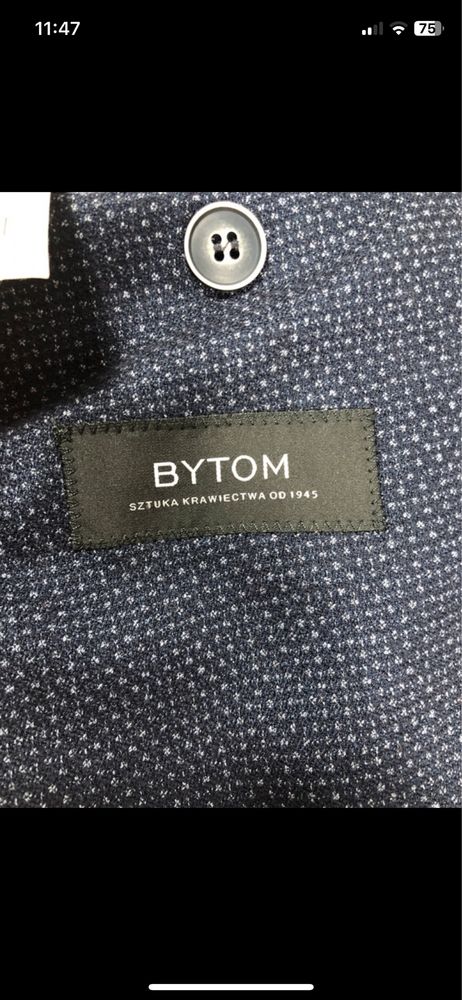 11:47
75
BYTOM
SZTUKA KRAWIECTWA OD 1945